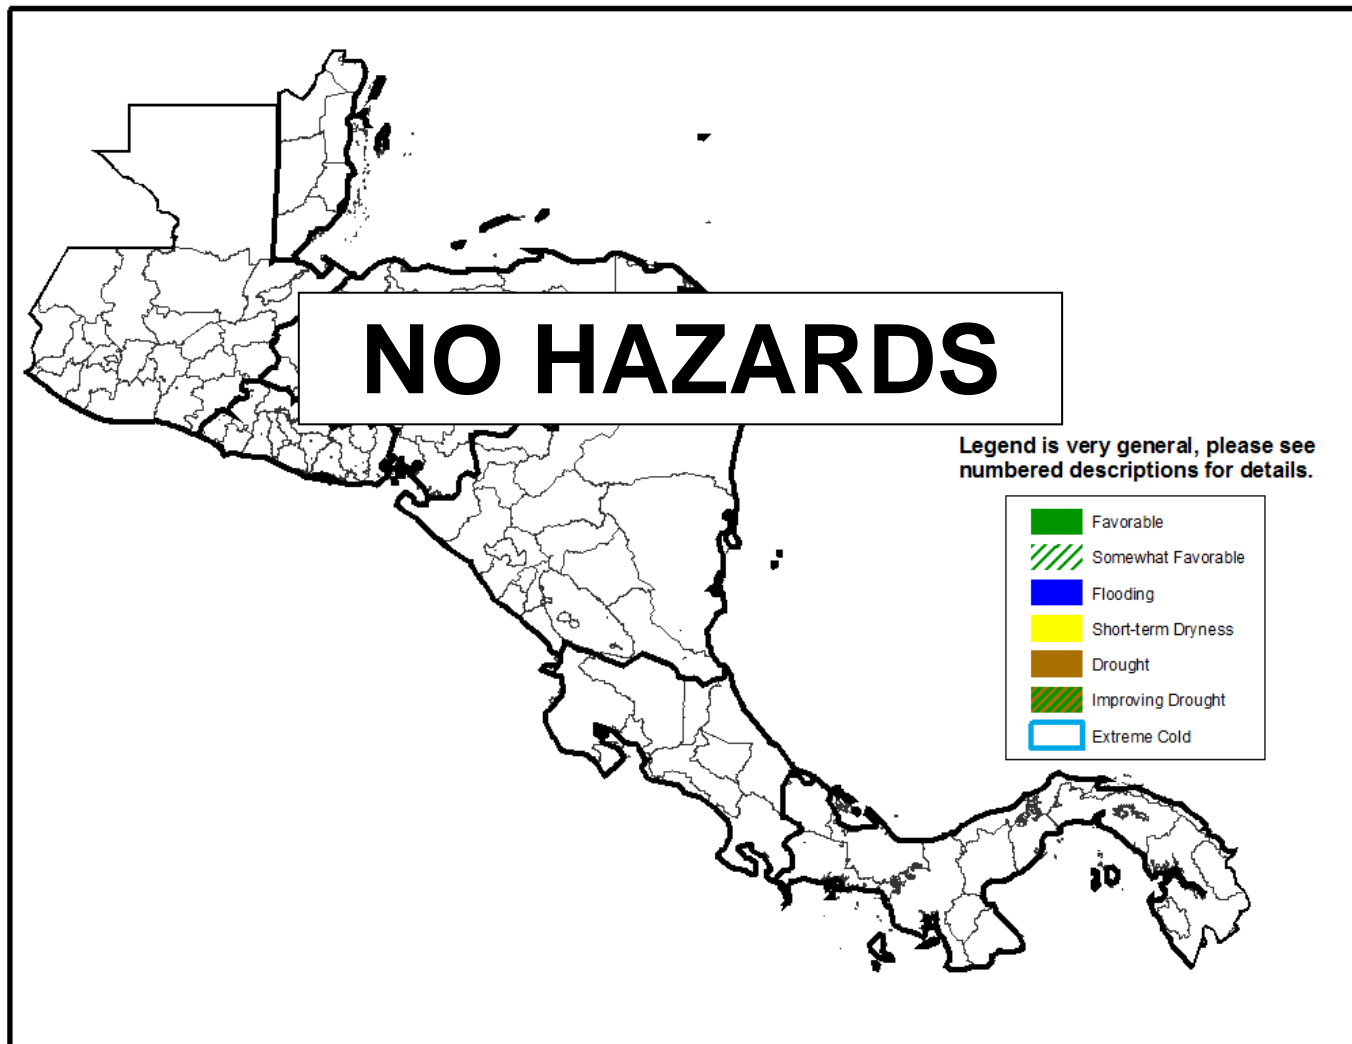 NO HAZARDS
Legend is very general, please see
numbered descriptions for details.
Favorable
Somewhat Favorable
Flooding
Short-term Dryness
Drought
Improving Drought
Extreme Cold